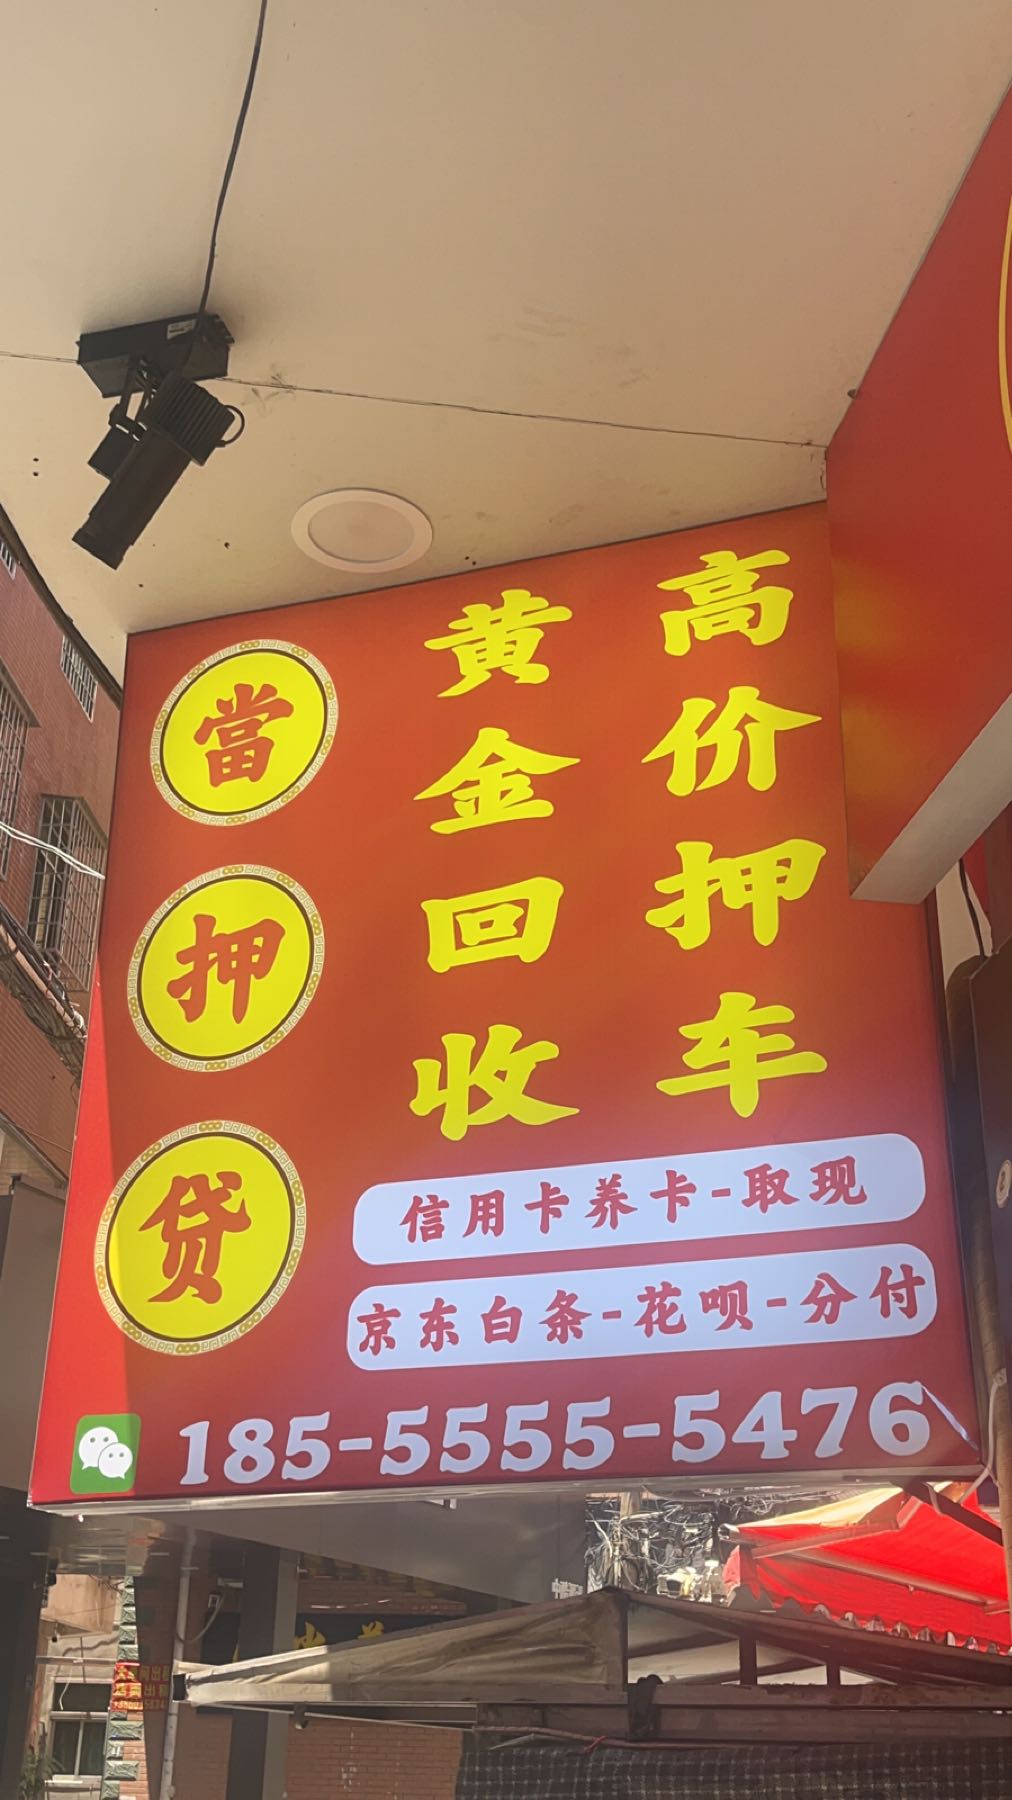 當押贷
黄金回收
高价押车
信用卡养卡-取现
京东白条-花呗-分付
185-5555-5476